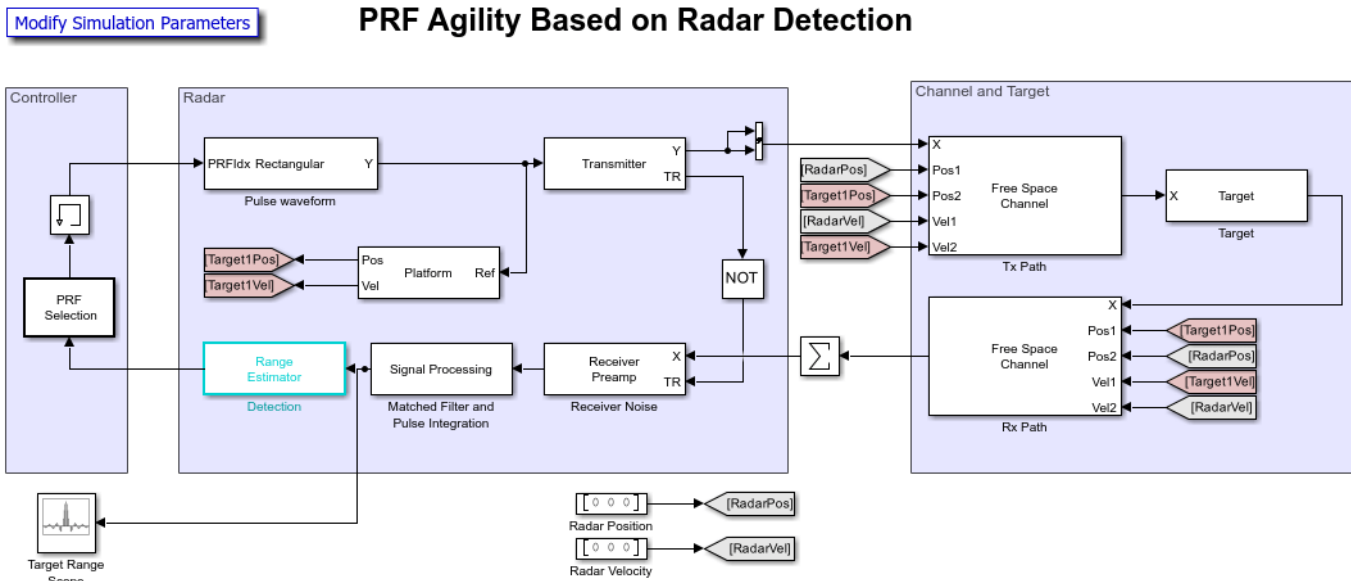 Modify Simulation Parameters
PRF Agility Based on Radar Detection
Controller
PRF
Selection
Radar
PRFIdx Rectangular Y
Pulse waveform
Transmitter
Y
TR
[Target1Pos]
[Target1Vel]
Pos
Vel
Platform
Ref
NOT
Range
Estimator
Detection
Signal Processing
Matched Filter and
Pulse Integration
Receiver
Preamp
X
TR
Receiver Noise
Σ
Channel and Target
[RadarPos]
[Target1Pos]
[RadarVel]
[Target1Vel]
X
Pos1
Pos2
Vel1
Vel2
Free Space
Channel
Tx Path
X
Target
Target
X
Pos1
Pos2
Vel1
Vel2
Free Space
Channel
Rx Path
[Target1Pos]
[RadarPos]
[Target1Vel]
[RadarVel]
Target Range
Scope
[ 0 0 0 ]
Radar Position
[RadarPos]
[ 0 0 0 ]
Radar Velocity
[RadarVel]